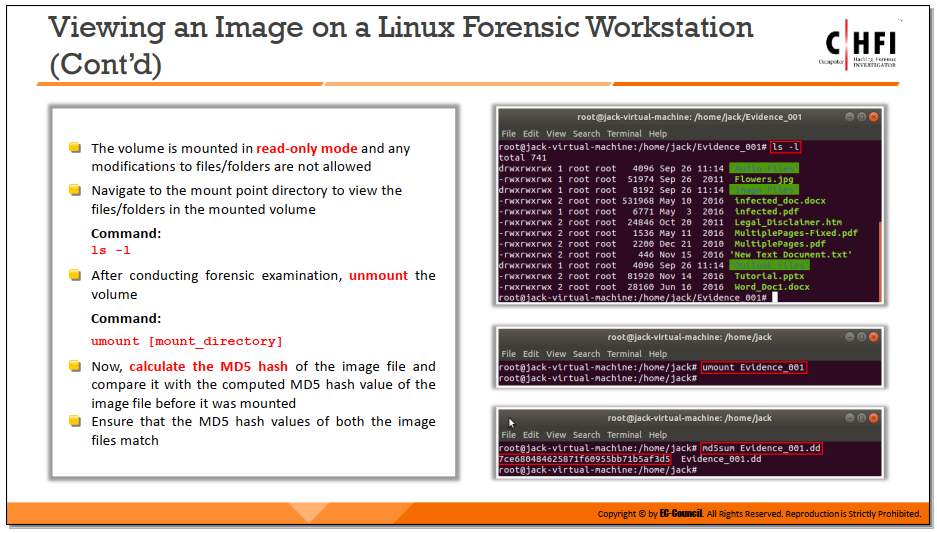 Viewing an Image on a Linux Forensic Workstation
(Cont'd)
CHFI
Computer Hacking Forensic
INVESTIGATOR
The volume is mounted in read-only mode and any
modifications to files/folders are not allowed
Navigate to the mount point directory to view the
files/folders in the mounted volume
Command:
ls -l
After conducting forensic examination, unmount the
volume
Command:
umount [mount_directory]
Now, calculate the MD5 hash of the image file and
compare it with the computed MD5 hash value of the
image file before it was mounted
Ensure that the MD5 hash values of both the image
files match
root@jack-virtual-machine: /home/jack/Evidence_001
File Edit View Search Terminal Help
root@jack-virtual-machine:/home/jack/Evidence_001# ls -l
total 741
drwxrwxrwx 1 root root 4096 Sep 26 11:14
-rwxrwxrwx 1 root root 51974 Sep 26 2011 Flowers.jpg
drwxrwxrwx 1 root root 8192 Sep 26 11:14 Image Files
-rwxrwxrwx 2 root root 531968 May 10 2016 infected_doc.docx
-rwxrwxrwx 1 root root 6771 May 3 2016 infected.pdf
-rwxrwxrwx 2 root root 24846 Oct 20 2011 Legal_Disclaimer.htm
-rwxrwxrwx 2 root root 1536 May 11 2016 MultiplePages-Fixed.pdf
-rwxrwxrwx 2 root root 2200 Dec 21 2010 MultiplePages.pdf
-rwxrwxrwx 2 root root 446 Nov 15 2016 'New Text Document.txt'
drwxrwxrwx 1 root root 4096 Sep 26 11:14
-rwxrwxrwx 2 root root 81920 Nov 14 2016 Tutorial.pptx
-rwxrwxrwx 2 root root 28160 Jun 16 2016 Word_Doc1.docx
root@jack-virtual-machine:/home/jack/Evidence_001#
root@jack-virtual-machine: /home/jack
File Edit View Search Terminal Help
root@jack-virtual-machine:/home/jack# umount Evidence_001
root@jack-virtual-machine:/home/jack#
root@jack-virtual-machine: /home/jack
File Edit View Search Terminal Help
root@jack-virtual-machine:/home/jack# md5sum Evidence_001.dd
7ce680484625871f60955bb71b5af3d5 Evidence_001.dd
root@jack-virtual-machine:/home/jack#
Copyright © by EC-Council. All Rights Reserved. Reproduction is Strictly Prohibited.